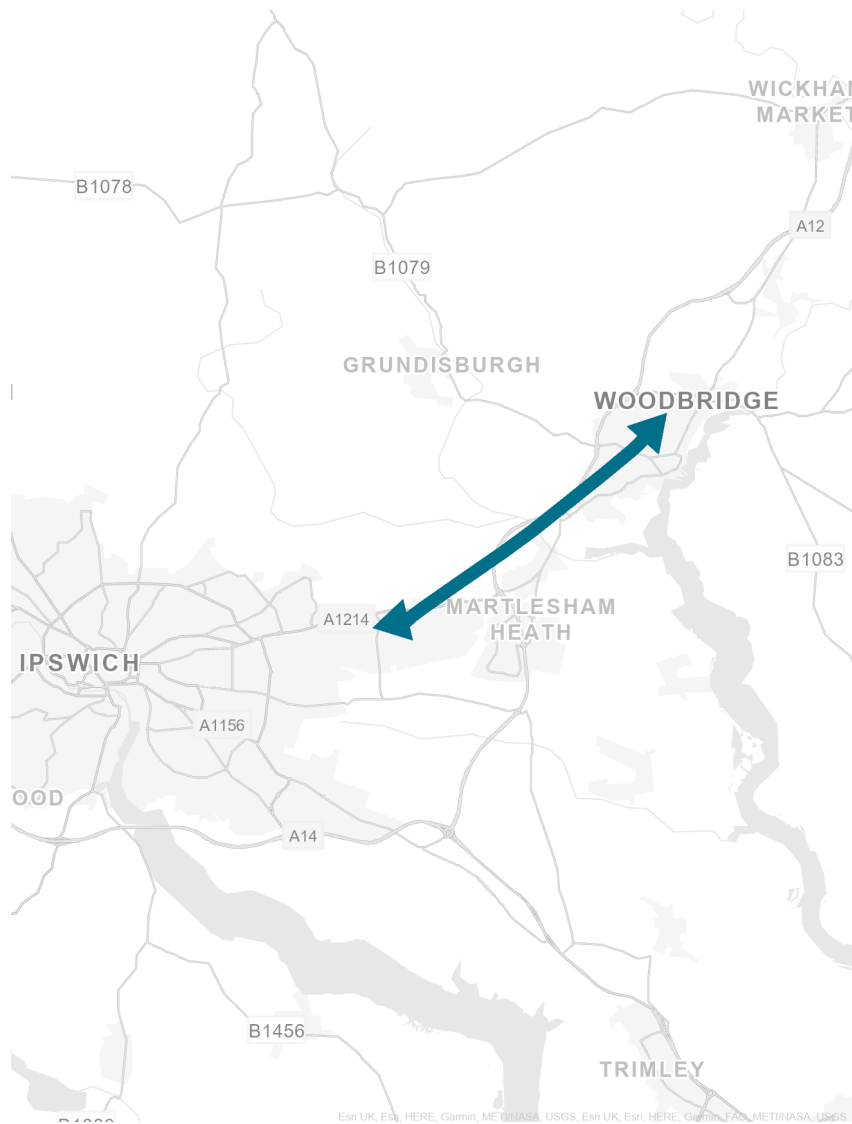 WICKHAM
MARKET
B1078
A12
B1079
GRUNDISBURGH
WOODBRIDGE
B1083
A1214
MARTLESHAM
HEATH
IPSWICH
A1156
OOD
A14
B1456
TRIMLEY
Esri UK, Esri, HERE, Garmin, METI/NASA, USGS, Esri UK, Esri, HERE, Garmin, FAO, METI/NASA, USGS